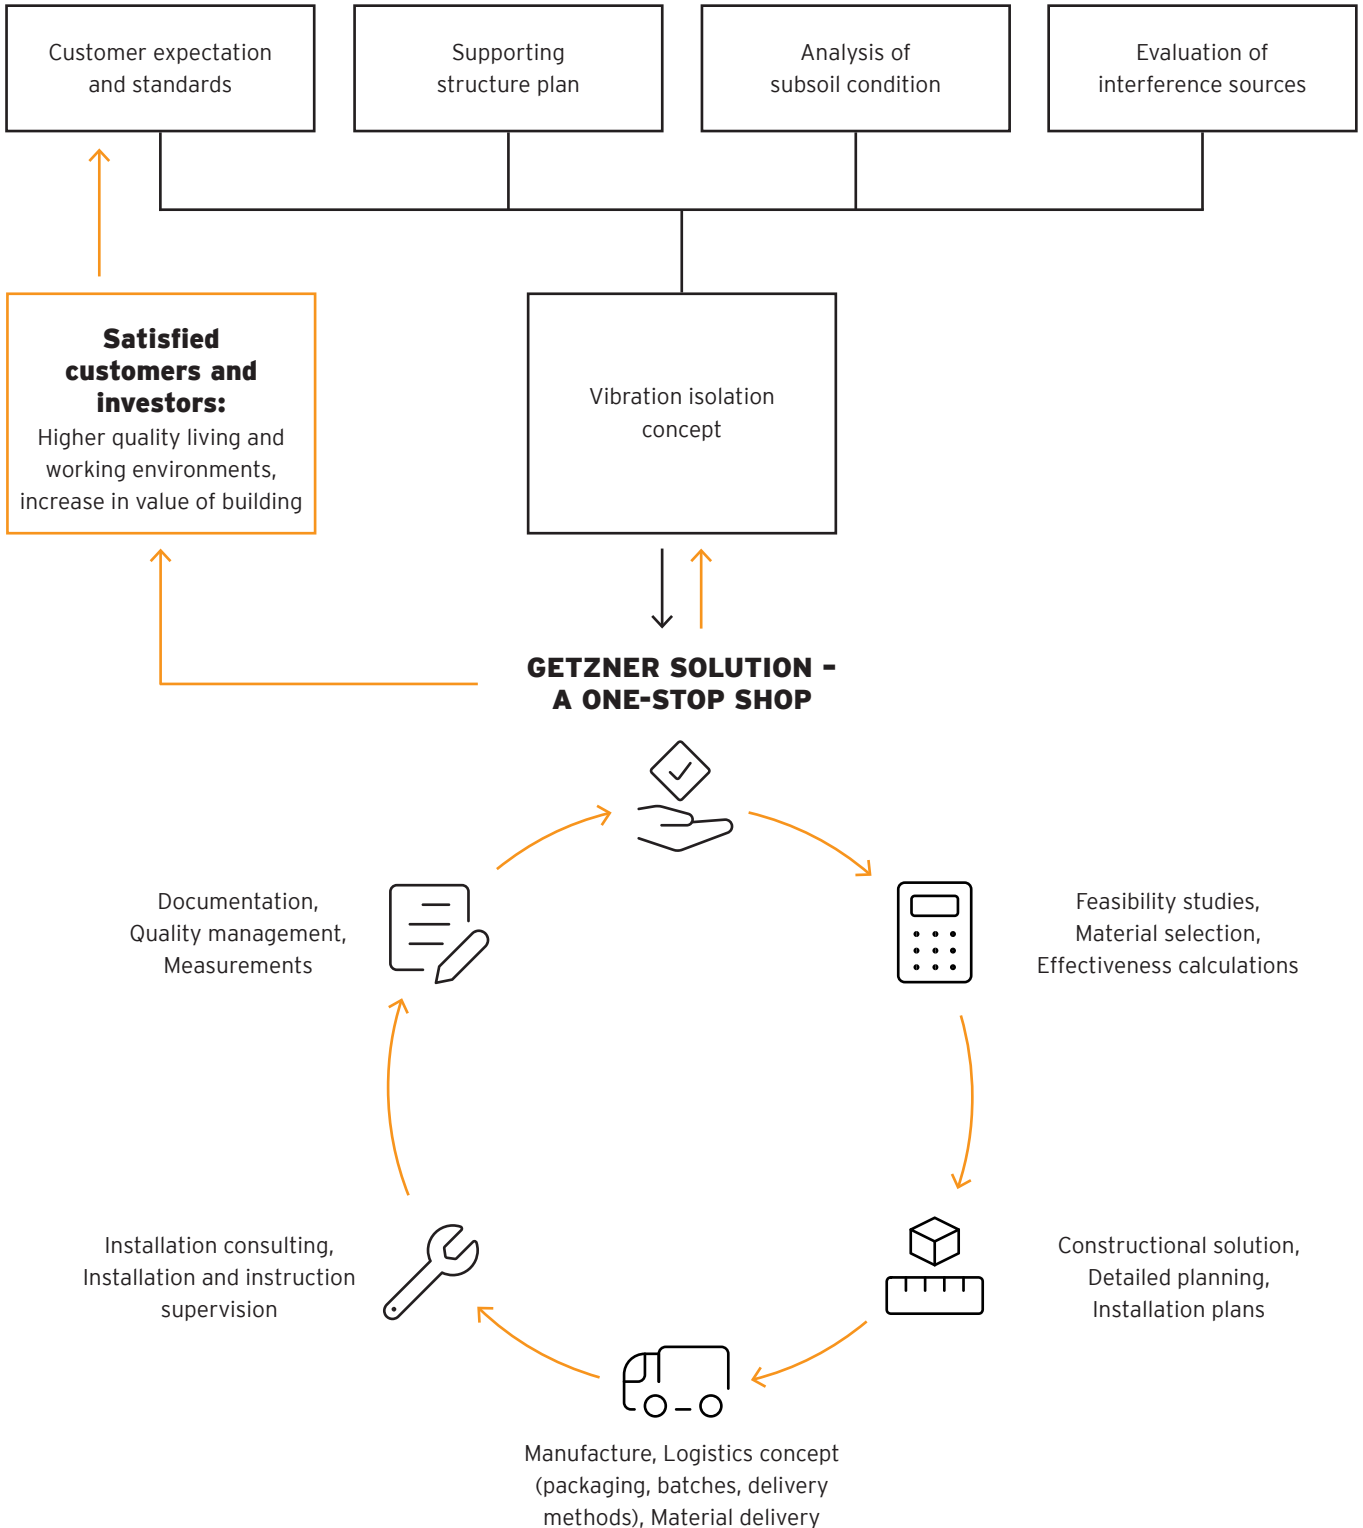 Customer expectation
and standards
Supporting
structure plan
Analysis of
subsoil condition
Evaluation of
interference sources
Satisfied
customers and
investors:
Higher quality living and
working environments,
increase in value of building
Vibration isolation
concept
GETZNER SOLUTION –
A ONE-STOP SHOP
Documentation,
Quality management,
Measurements
Feasibility studies,
Material selection,
Effectiveness calculations
Installation consulting,
Installation and instruction
supervision
Constructional solution,
Detailed planning,
Installation plans
Manufacture, Logistics concept
(packaging, batches, delivery
methods), Material delivery